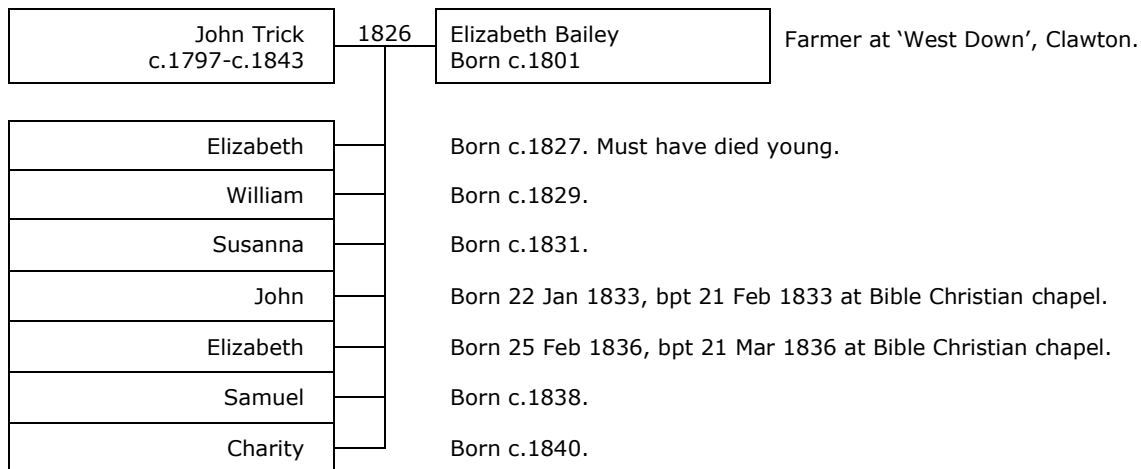 John Trick 1826 Elizabeth Bailey Farmer at ‘West Down’, Clawton.
c.1797-c.1843 Born c.1801
Elizabeth Born c.1827. Must have died young.
William Born c.1829.
Susanna Born c.1831.
John Born 22 Jan 1833, bpt 21 Feb 1833 at Bible Christian chapel.
Elizabeth Born 25 Feb 1836, bpt 21 Mar 1836 at Bible Christian chapel.
Samuel Born c.1838.
Charity Born c.1840.